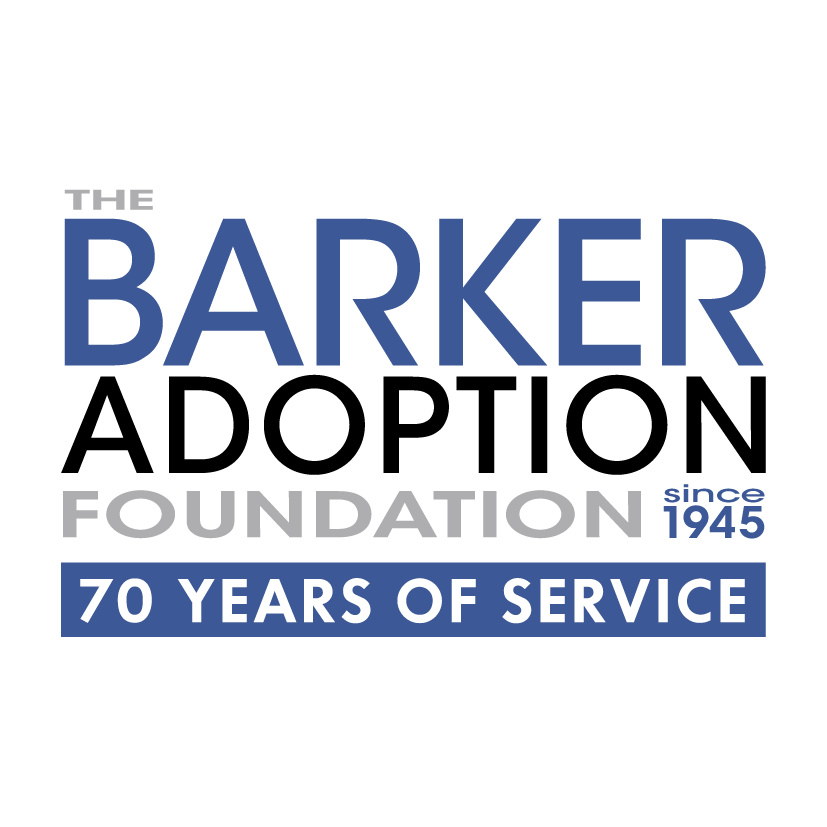 THE
BARKER
ADOPTION
FOUNDATION since 1945
70 YEARS OF SERVICE